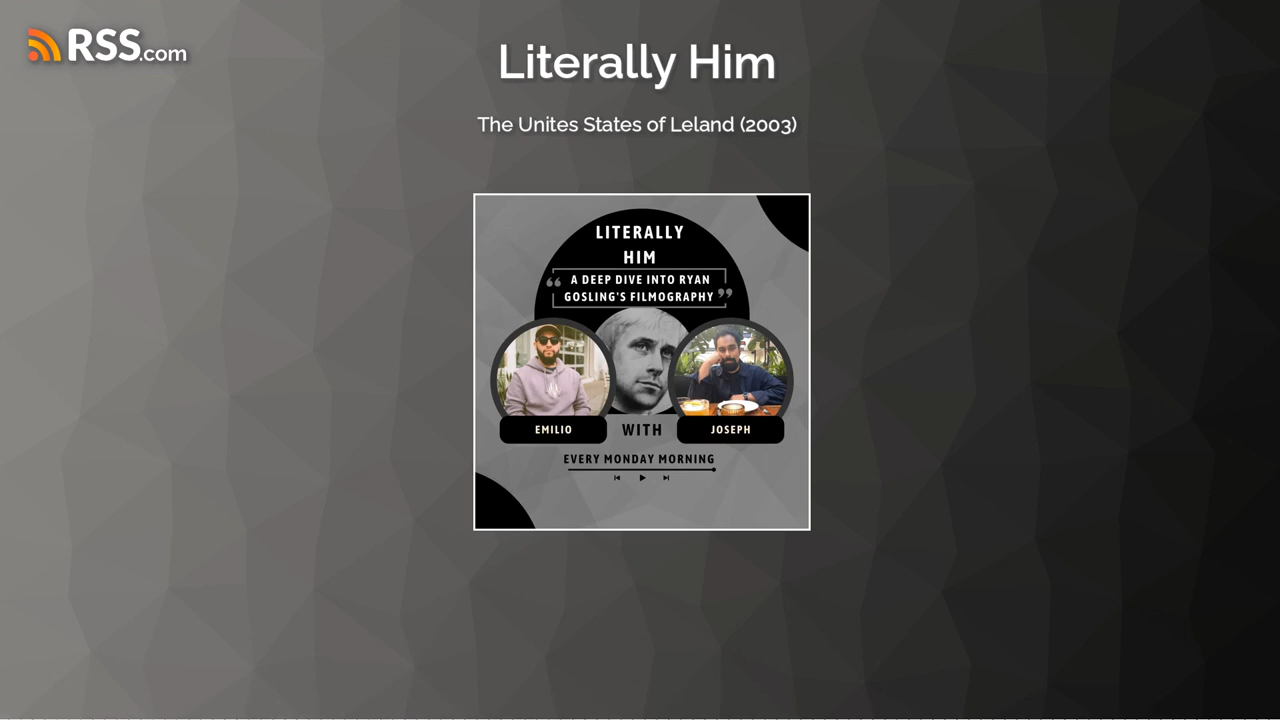 RSS.com
Literally Him
The Unites States of Leland (2003)
LITERALLY
HIM
“ A DEEP DIVE INTO RYAN
GOSLING'S FILMOGRAPHY ”
EMILIO
WITH
JOSEPH
EVERY MONDAY MORNING